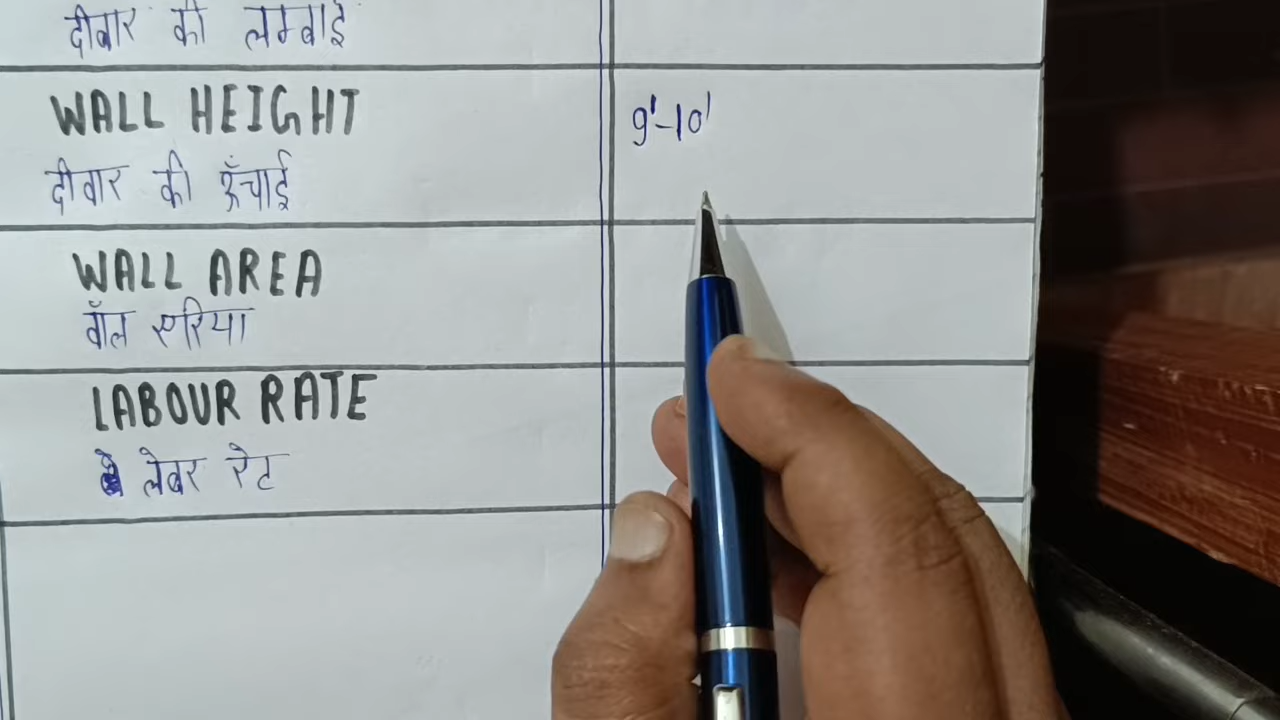 दीवार की लम्बाई
WALL HEIGHT
9'-10'
दीवार की ऊँचाई
WALL AREA
वॉल एरिया
LABOUR RATE
लेबर रेट